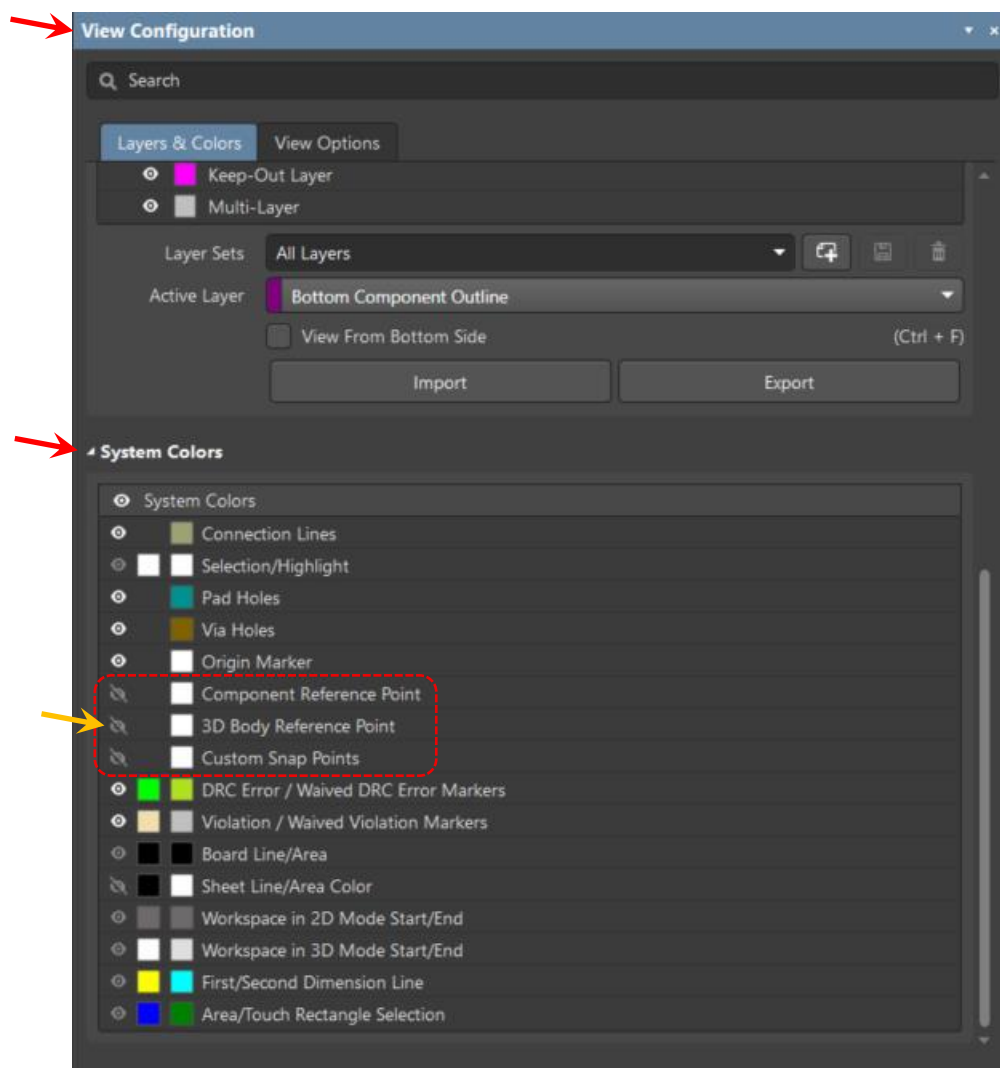 View Configuration
Search
Layers & Colors View Options
Keep-Out Layer
Multi-Layer
Layer Sets All Layers
Active Layer Bottom Component Outline
View From Bottom Side (Ctrl + F)
Import Export
System Colors
System Colors
Connection Lines
Selection/Highlight
Pad Holes
Via Holes
Origin Marker
Component Reference Point
3D Body Reference Point
Custom Snap Points
DRC Error / Waived DRC Error Markers
Violation / Waived Violation Markers
Board Line/Area
Sheet Line/Area Color
Workspace in 2D Mode Start/End
Workspace in 3D Mode Start/End
First/Second Dimension Line
Area/Touch Rectangle Selection